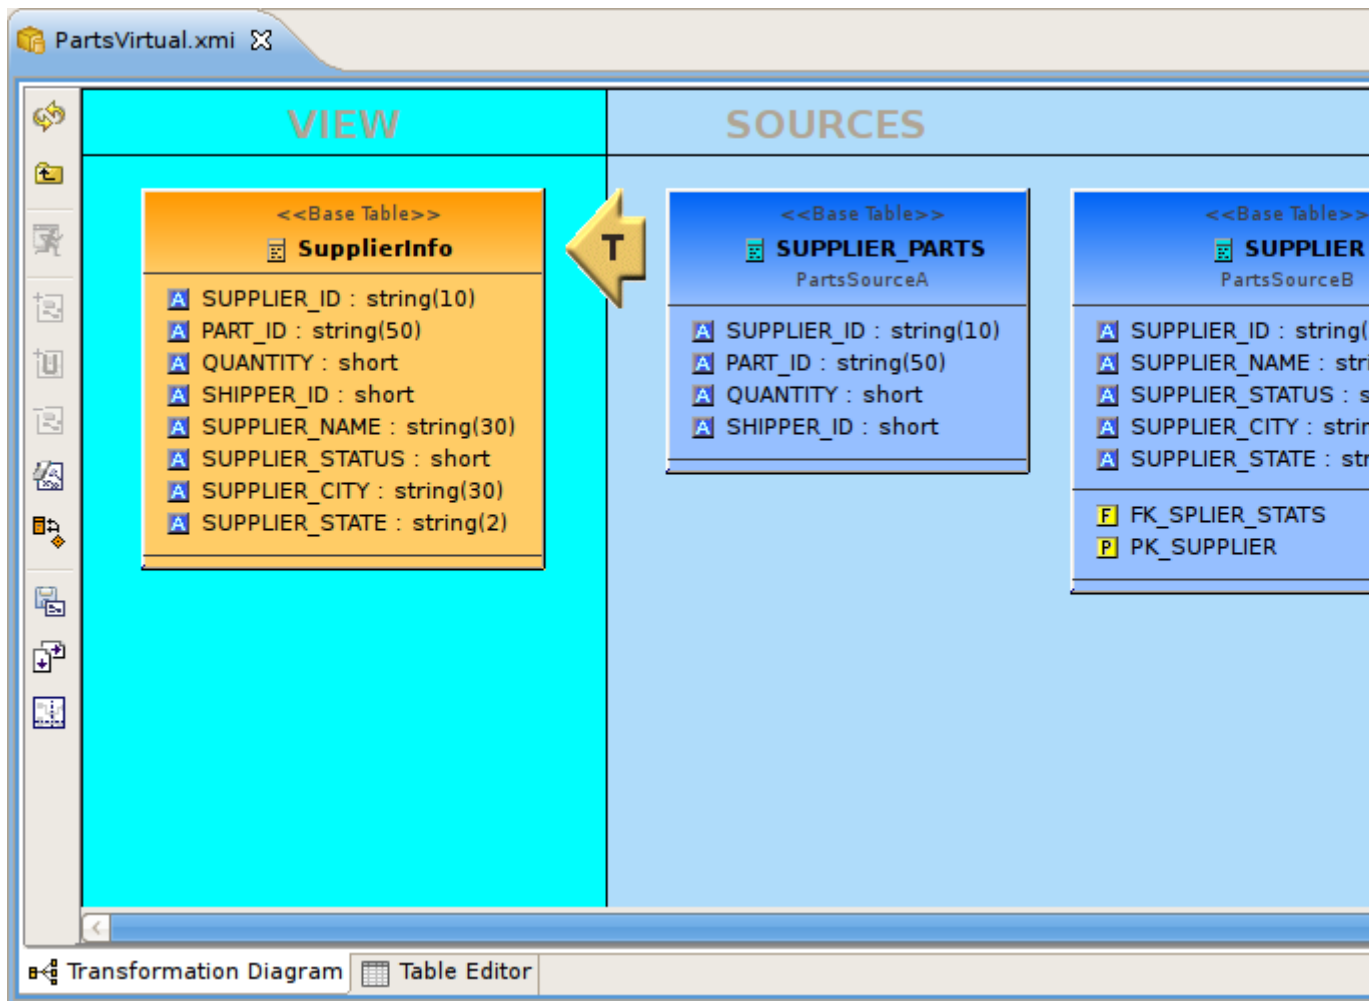 PartsVirtual.xmi
VIEW
SOURCES
<<Base Table>>
SupplierInfo
SUPPLIER_ID : string(10)
PART_ID : string(50)
QUANTITY : short
SHIPPER_ID : short
SUPPLIER_NAME : string(30)
SUPPLIER_STATUS : short
SUPPLIER_CITY : string(30)
SUPPLIER_STATE : string(2)
T
<<Base Table>>
SUPPLIER_PARTS
PartsSourceA
SUPPLIER_ID : string(10)
PART_ID : string(50)
QUANTITY : short
SHIPPER_ID : short
<<Base Table>>
SUPPLIER
PartsSourceB
SUPPLIER_ID : string(
SUPPLIER_NAME : stri
SUPPLIER_STATUS : s
SUPPLIER_CITY : strin
SUPPLIER_STATE : str
F FK_SPLIER_STATS
P PK_SUPPLIER
Transformation Diagram
Table Editor